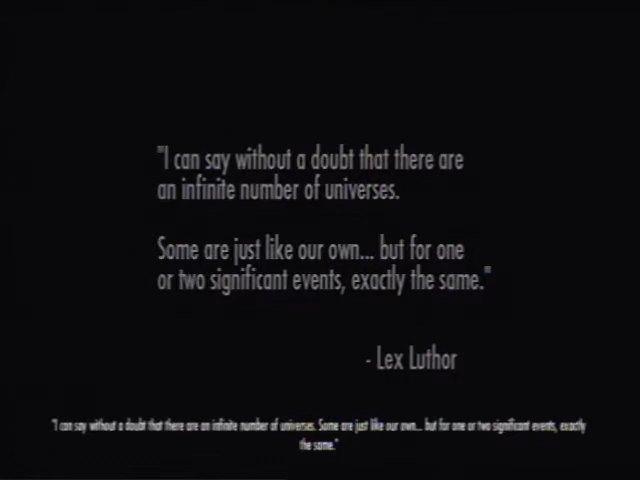 "I can say without a doubt that there are
an infinite number of universes.
Some are just like our own... but for one
or two significant events, exactly the same."
- Lex Luthor
"I can say without a doubt that there are an infinite number of universes. Some are just like our own... but for one or two significant events, exactly
the same."